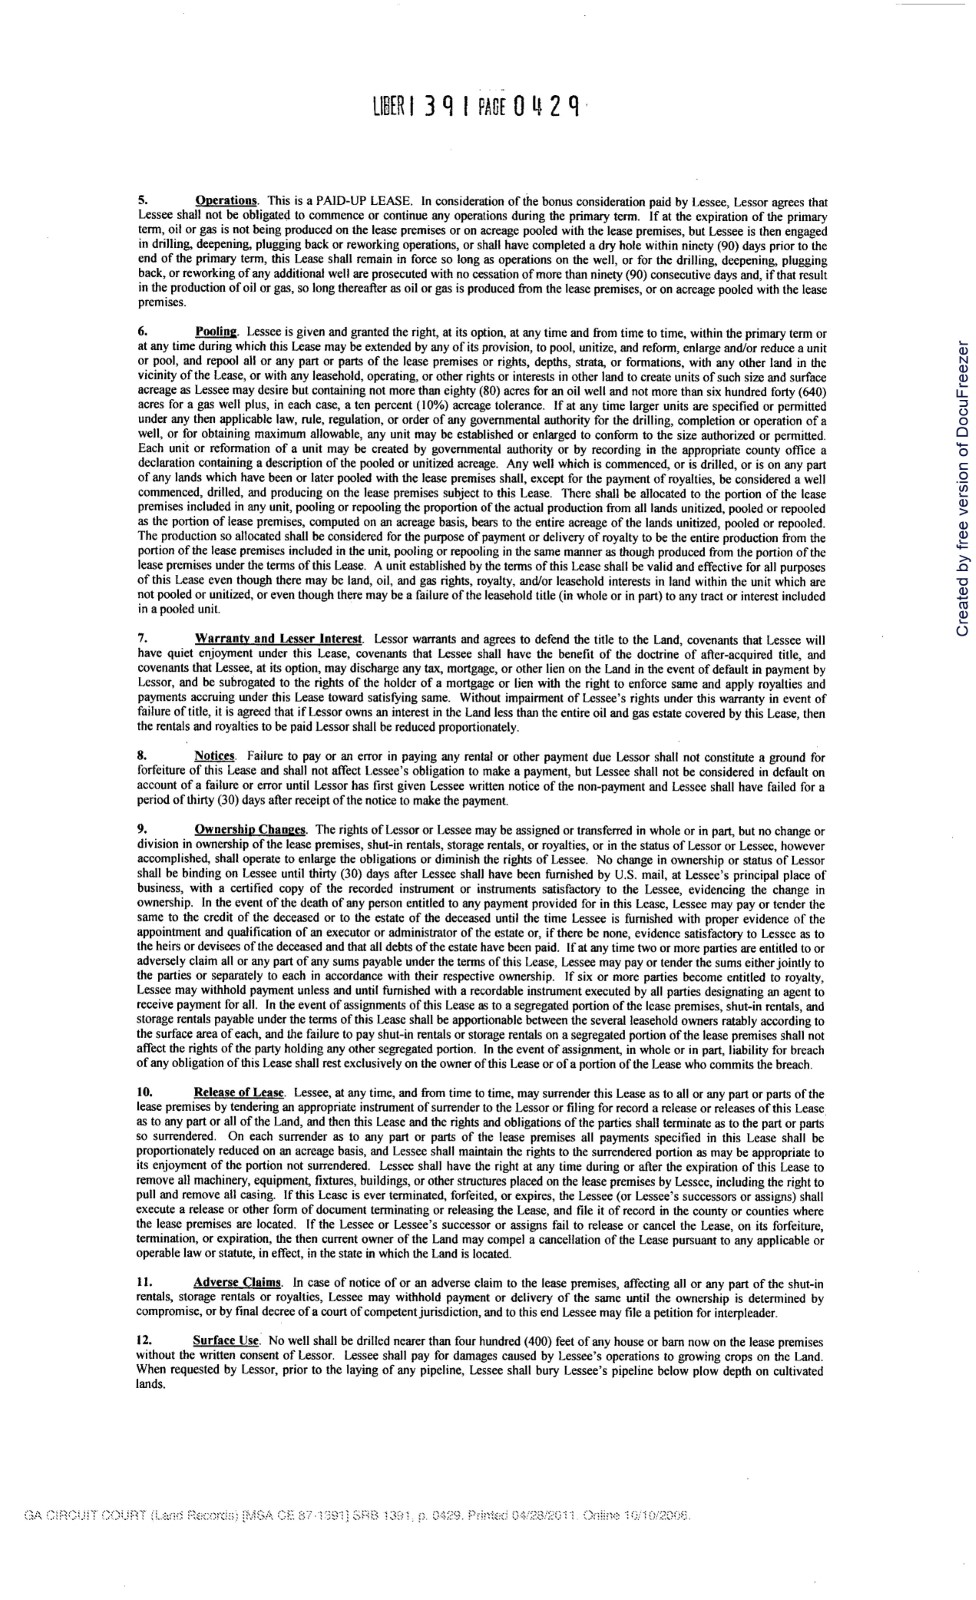 LIBER 1 3 9 1 PAGE 0 4 2 9
5. Operations. This is a PAID-UP LEASE. In consideration of the bonus consideration paid by Lessee, Lessor agrees that
Lessee shall not be obligated to commence or continue any operations during the primary term. If at the expiration of the primary
term, oil or gas is not being produced on the lease premises or on acreage pooled with the lease premises, but Lessee is then engaged
in drilling, deepening, plugging back or reworking operations, or shall have completed a dry hole within ninety (90) days prior to the
end of the primary term, this Lease shall remain in force so long as operations on the well, or for the drilling, deepening, plugging
back, or reworking of any additional well are prosecuted with no cessation of more than ninety (90) consecutive days and, if that result
in the production of oil or gas, so long thereafter as oil or gas is produced from the lease premises, or on acreage pooled with the lease
premises.
6. Pooling. Lessee is given and granted the right, at its option, at any time and from time to time, within the primary term or
at any time during which this Lease may be extended by any of its provision, to pool, unitize, and reform, enlarge and/or reduce a unit
or pool, and repool all or any part or parts of the lease premises or rights, depths, strata, or formations, with any other land in the
vicinity of the Lease, or with any leasehold, operating, or other rights or interests in other land to create units of such size and surface
acreage as Lessee may desire but containing not more than eighty (80) acres for an oil well and not more than six hundred forty (640)
acres for a gas well plus, in each case, a ten percent (10%) acreage tolerance. If at any time larger units are specified or permitted
under any then applicable law, rule, regulation, or order of any governmental authority for the drilling, completion or operation of a
well, or for obtaining maximum allowable, any unit may be established or enlarged to conform to the size authorized or permitted.
Each unit or reformation of a unit may be created by governmental authority or by recording in the appropriate county office a
declaration containing a description of the pooled or unitized acreage. Any well which is commenced, or is drilled, or is on any part
of any lands which have been or later pooled with the lease premises shall, except for the payment of royalties, be considered a well
commenced, drilled, and producing on the lease premises subject to this Lease. There shall be allocated to the portion of the lease
premises included in any unit, pooling or repooling the proportion of the actual production from all lands unitized, pooled or repooled
as the portion of lease premises, computed on an acreage basis, bears to the entire acreage of the lands unitized, pooled or repooled.
The production so allocated shall be considered for the purpose of payment or delivery of royalty to be the entire production from the
portion of the lease premises included in the unit, pooling or repooling in the same manner as though produced from the portion of the
lease premises under the terms of this Lease. A unit established by the terms of this Lease shall be valid and effective for all purposes
of this Lease even though there may be land, oil, and gas rights, royalty, and/or leasehold interests in land within the unit which are
not pooled or unitized, or even though there may be a failure of the leasehold title (in whole or in part) to any tract or interest included
in a pooled unit.
7. Warranty and Lesser Interest. Lessor warrants and agrees to defend the title to the Land, covenants that Lessee will
have quiet enjoyment under this Lease, covenants that Lessee shall have the benefit of the doctrine of after-acquired title, and
covenants that Lessee, at its option, may discharge any tax, mortgage, or other lien on the Land in the event of default in payment by
Lessor, and be subrogated to the rights of the holder of a mortgage or lien with the right to enforce same and apply royalties and
payments accruing under this Lease toward satisfying same. Without impairment of Lessee's rights under this warranty in event of
failure of title, it is agreed that if Lessor owns an interest in the Land less than the entire oil and gas estate covered by this Lease, then
the rentals and royalties to be paid Lessor shall be reduced proportionately.
8. Notices. Failure to pay or an error in paying any rental or other payment due Lessor shall not constitute a ground for
forfeiture of this Lease and shall not affect Lessee's obligation to make a payment, but Lessee shall not be considered in default on
account of a failure or error until Lessor has first given Lessee written notice of the non-payment and Lessee shall have failed for a
period of thirty (30) days after receipt of the notice to make the payment.
9. Ownership Changes. The rights of Lessor or Lessee may be assigned or transferred in whole or in part, but no change or
division in ownership of the lease premises, shut-in rentals, storage rentals, or royalties, or in the status of Lessor or Lessee, however
accomplished, shall operate to enlarge the obligations or diminish the rights of Lessee. No change in ownership or status of Lessor
shall be binding on Lessee until thirty (30) days after Lessee shall have been furnished by U.S. mail, at Lessee's principal place of
business, with a certified copy of the recorded instrument or instruments satisfactory to the Lessee, evidencing the change in
ownership. In the event of the death of any person entitled to any payment provided for in this Lease, Lessee may pay or tender the
same to the credit of the deceased or to the estate of the deceased until the time Lessee is furnished with proper evidence of the
appointment and qualification of an executor or administrator of the estate or, if there be none, evidence satisfactory to Lessee as to
the heirs or devisees of the deceased and that all debts of the estate have been paid. If at any time two or more parties are entitled to or
adversely claim all or any part of any sums payable under the terms of this Lease, Lessee may pay or tender the sums either jointly to
the parties or separately to each in accordance with their respective ownership. If six or more parties become entitled to royalty,
Lessee may withhold payment unless and until furnished with a recordable instrument executed by all parties designating an agent to
receive payment for all. In the event of assignments of this Lease as to a segregated portion of the lease premises, shut-in rentals, and
storage rentals payable under the terms of this Lease shall be apportionable between the several leasehold owners ratably according to
the surface area of each, and the failure to pay shut-in rentals or storage rentals on a segregated portion of the lease premises shall not
affect the rights of the party holding any other segregated portion. In the event of assignment, in whole or in part, liability for breach
of any obligation of this Lease shall rest exclusively on the owner of this Lease or of a portion of the Lease who commits the breach.
10. Release of Lease. Lessee, at any time, and from time to time, may surrender this Lease as to all or any part or parts of the
lease premises by tendering an appropriate instrument of surrender to the Lessor or filing for record a release or releases of this Lease
as to any part or all of the Land, and then this Lease and the rights and obligations of the parties shall terminate as to the part or parts
so surrendered. On each surrender as to any part or parts of the lease premises all payments specified in this Lease shall be
proportionately reduced on an acreage basis, and Lessee shall maintain the rights to the surrendered portion as may be appropriate to
its enjoyment of the portion not surrendered. Lessee shall have the right at any time during or after the expiration of this Lease to
remove all machinery, equipment, fixtures, buildings, or other structures placed on the lease premises by Lessee, including the right to
pull and remove all casing. If this Lease is ever terminated, forfeited, or expires, the Lessee (or Lessee's successors or assigns) shall
execute a release or other form of document terminating or releasing the Lease, and file it of record in the county or counties where
the lease premises are located. If the Lessee or Lessee's successor or assigns fail to release or cancel the Lease, on its forfeiture,
termination, or expiration, the then current owner of the Land may compel a cancellation of the Lease pursuant to any applicable or
operable law or statute, in effect, in the state in which the Land is located.
11. Adverse Claims. In case of notice of or an adverse claim to the lease premises, affecting all or any part of the shut-in
rentals, storage rentals or royalties, Lessee may withhold payment or delivery of the same until the ownership is determined by
compromise, or by final decree of a court of competent jurisdiction, and to this end Lessee may file a petition for interpleader.
12. Surface Use. No well shall be drilled nearer than four hundred (400) feet of any house or barn now on the lease premises
without the written consent of Lessor. Lessee shall pay for damages caused by Lessee's operations to growing crops on the Land.
When requested by Lessor, prior to the laying of any pipeline, Lessee shall bury Lessee's pipeline below plow depth on cultivated
lands.
GA CIRCUIT COURT (Land Records) [MSA CE 87-1391] SRB 1391, p. 0429. Printed 04/28/2011. Online 10/10/2006.
Created by free version of DocuFreezer